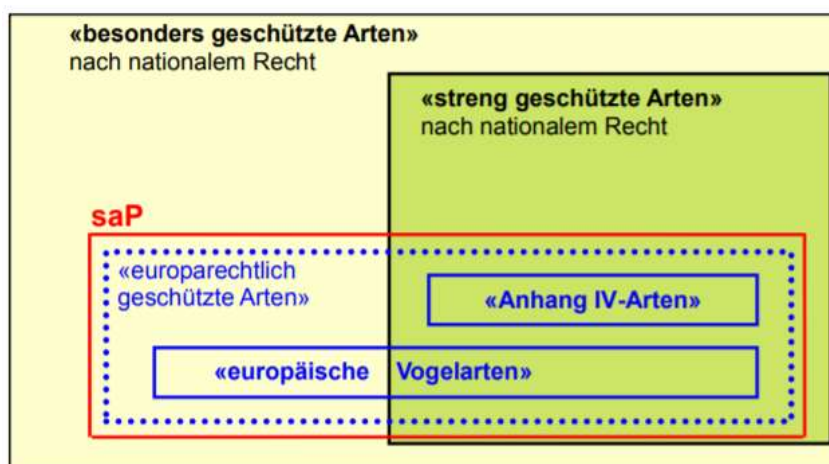 «besonders geschützte Arten»
nach nationalem Recht
«streng geschützte Arten»
nach nationalem Recht
saP
«europarechtlich
geschützte Arten»
«Anhang IV-Arten»
«europäische Vogelarten»